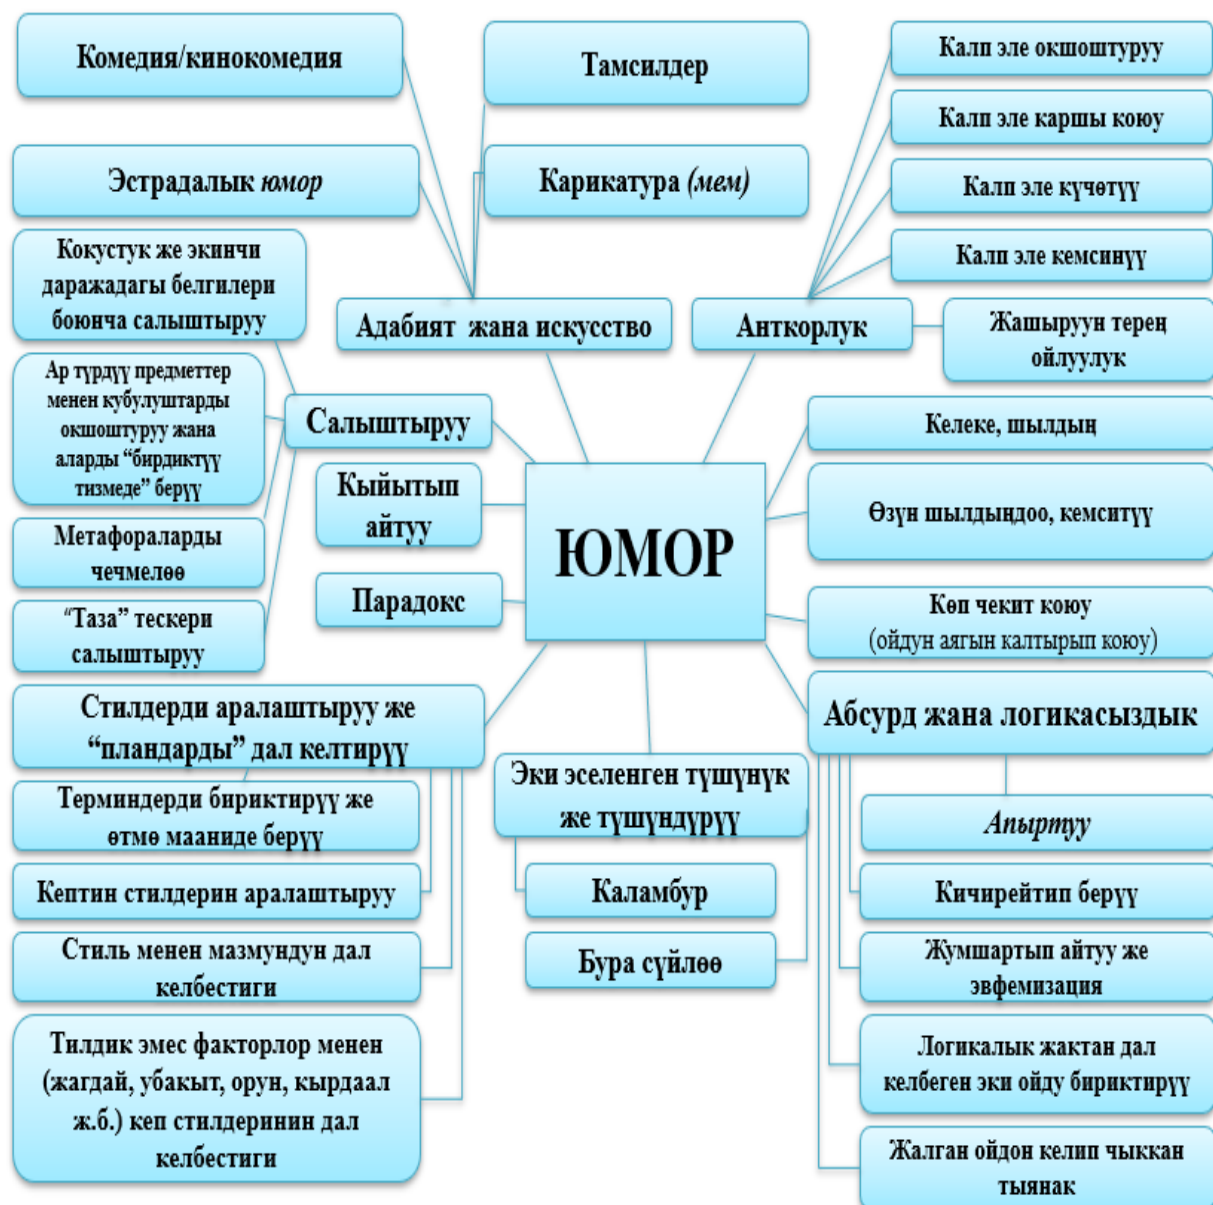 Комедия/кинокомедия
Тамсилдер
Эстрадалык юмор
Карикатура (мем)
Калп эле окшоштуруу
Калп эле каршы коюу
Калп эле күчөтүү
Калп эле кемсинүү
Адабият жана искусство
Анткорлук
Жашыруун терең
ойлуулук
Кокустук же экинчи
даражадагы белгилери
боюнча салыштыруу
Ар түрдүү предметтер
менен кубулуштарды
окшоштуруу жана
аларды “бирдиктүү
тизмеде” берүү
Метафораларды
чечмелөө
“Таза” тескери
салыштыруу
Салыштыруу
Кыйытып
айтуу
Парадокс
ЮМОР
Келеке, шылдың
Өзүн шылдыңдоо, кемситүү
Көп чекит коюу
(ойдун аягын калтырып коюу)
Стилдерди аралаштыруу же
“пландарды” дал келтирүү
Терминдерди бириктирүү же
өтмө мааниде берүү
Кептин стилдерин аралаштыруу
Стиль менен мазмундун дал
келбестиги
Тилдик эмес факторлор менен
(жагдай, убакыт, орун, кырдаал
ж.б.) кеп стилдеринин дал
келбестиги
Эки эселенген түшүнүк
же түшүндүрүү
Каламбур
Бура сүйлөө
Абсурд жана логикасыздык
Апыртуу
Кичирейтип берүү
Жумшартып айтуу же
эвфемизация
Логикалык жактан дал
келбеген эки ойду бириктирүү
Жалган ойдон келип чыккан
тыянак